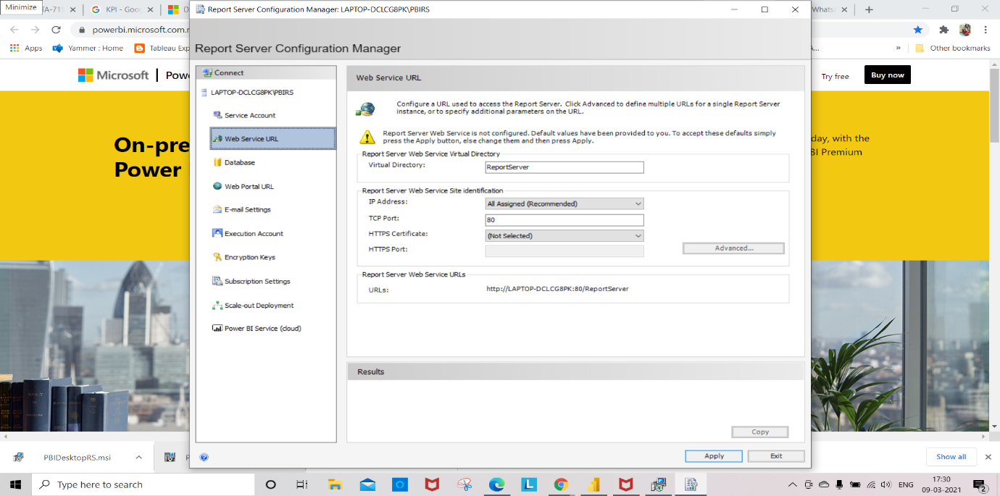 Minimize
TA-715
KPI - Goo
D
Report Server Configuration Manager: LAPTOP-DCLCG8PK\PBIRS
Whats
powerbi.microsoft.com
Apps
Yammer : Home
Tableau Exp
Other bookmarks
Microsoft
Pow
Try free
Buy now
On-pre
Power
day, with the
BI Premium
Report Server Configuration Manager
Connect
LAPTOP-DCLCG8PK\PBIRS
Service Account
Web Service URL
Database
Web Portal URL
E-mail Settings
Execution Account
Encryption Keys
Subscription Settings
Scale-out Deployment
Power BI Service (cloud)
Web Service URL
Configure a URL used to access the Report Server. Click Advanced to define multiple URLs for a single Report Server
instance, or to specify additional parameters on the URL.
Report Server Web Service is not configured. Default values have been provided to you. To accept these defaults simply
press the Apply button, else change them and then press Apply.
Report Server Web Service Virtual Directory
Virtual Directory:
ReportServer
Report Server Web Service Site identification
IP Address:
All Assigned (Recommended)
TCP Port:
80
HTTPS Certificate:
(Not Selected)
HTTPS Port:
Advanced...
Report Server Web Service URLs
URLs:
http://LAPTOP-DCLCG8PK:80/ReportServer
Results
Copy
Apply
Exit
PBIDesktopRS.msi
Show all
Type here to search
ENG
17:30
09-03-2021
2